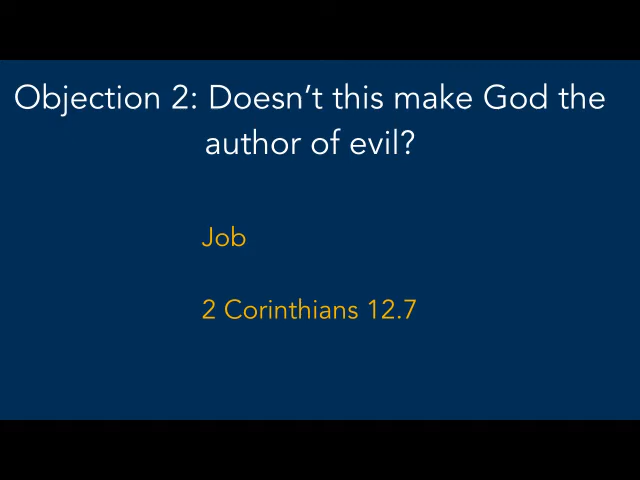 Objection 2: Doesn’t this make God the
author of evil?
Job
2 Corinthians 12.7